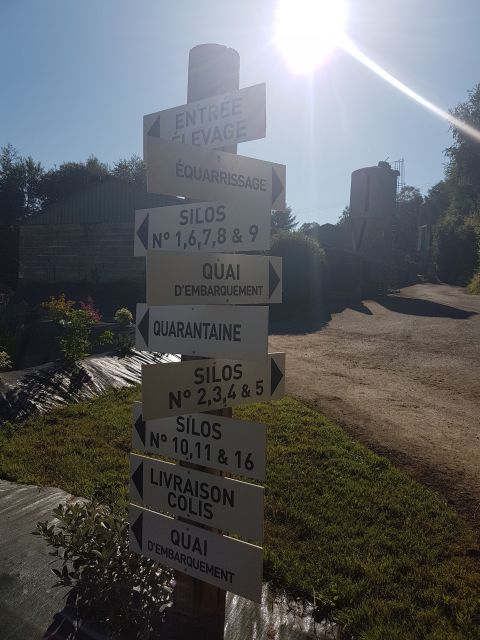 ENTRÉE
ÉLEVAGE
ÉQUARRISSAGE
SILOS
N° 1,6,7,8 & 9
QUAI
D'EMBARQUEMENT
QUARANTAINE
SILOS
N° 2,3,4 & 5
SILOS
N° 10,11 & 16
LIVRAISON
COLIS
QUAI
D'EMBARQUEMENT